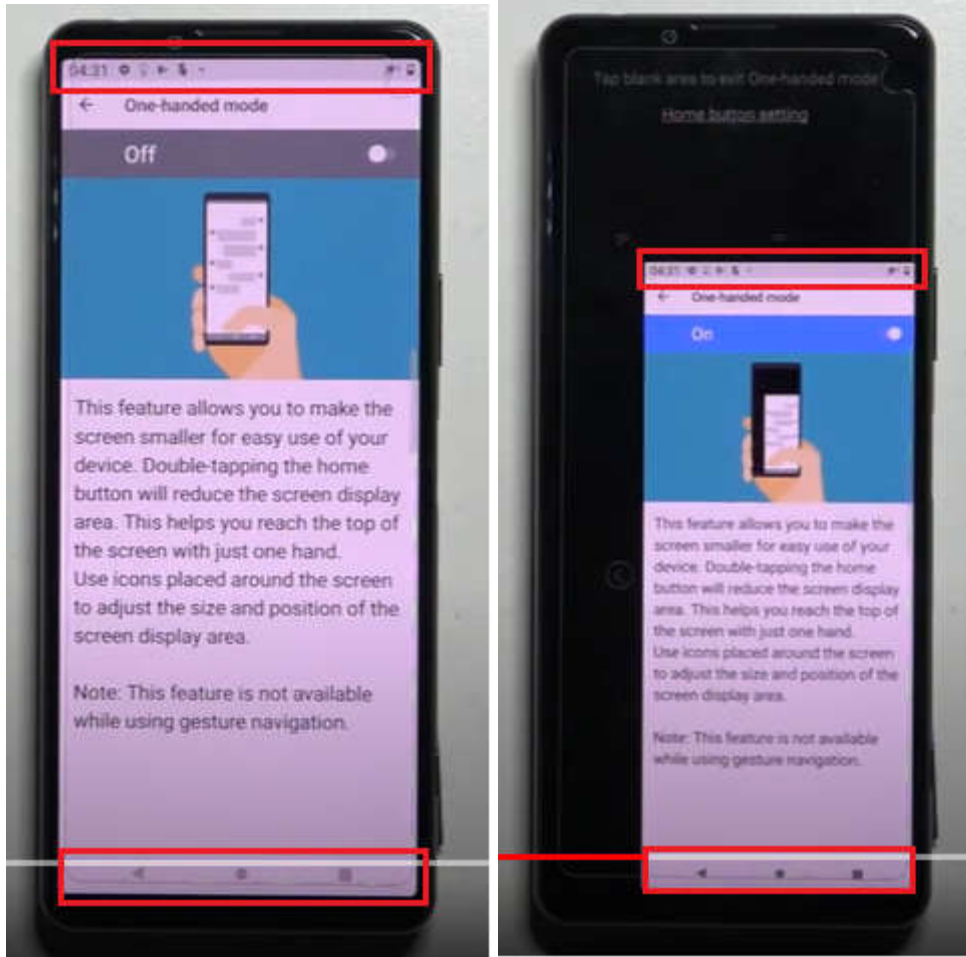 04:31
One-handed mode
Off
This feature allows you to make the
screen smaller for easy use of your
device. Double-tapping the home
button will reduce the screen display
area. This helps you reach the top of
the screen with just one hand.
Use icons placed around the screen
to adjust the size and position of the
screen display area.
Note: This feature is not available
while using gesture navigation.
Tap blank area to exit One-handed mode
Home button setting
04:31
One-handed mode
On
This feature allows you to make the
screen smaller for easy use of your
device. Double-tapping the home
button will reduce the screen display
area. This helps you reach the top of
the screen with just one hand.
Use icons placed around the screen
to adjust the size and position of the
screen display area.
Note: This feature is not available
while using gesture navigation.